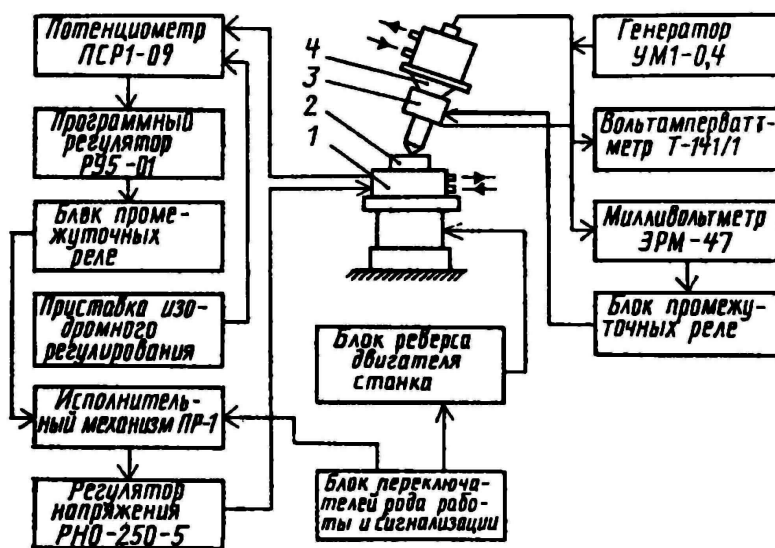 Потенциометр
ПСР1-09
Программный
регулятор
РУ5-01
Блок проме-
жуточных
реле
Приставка изо-
дромного
регулирования
Исполнитель-
ный механизм ПР-1
Регулятор
напряжения
РНО-250-5
4
3
2
1
Блок реверса
двигателя
станка
Блок переключа-
телей рода рабо-
ты и сигнализации
Генератор
УМ1-0,4
Вольтамперватт-
метр Т-141/1
Милливольтметр
ЭРМ-47
Блок промежу-
точных реле